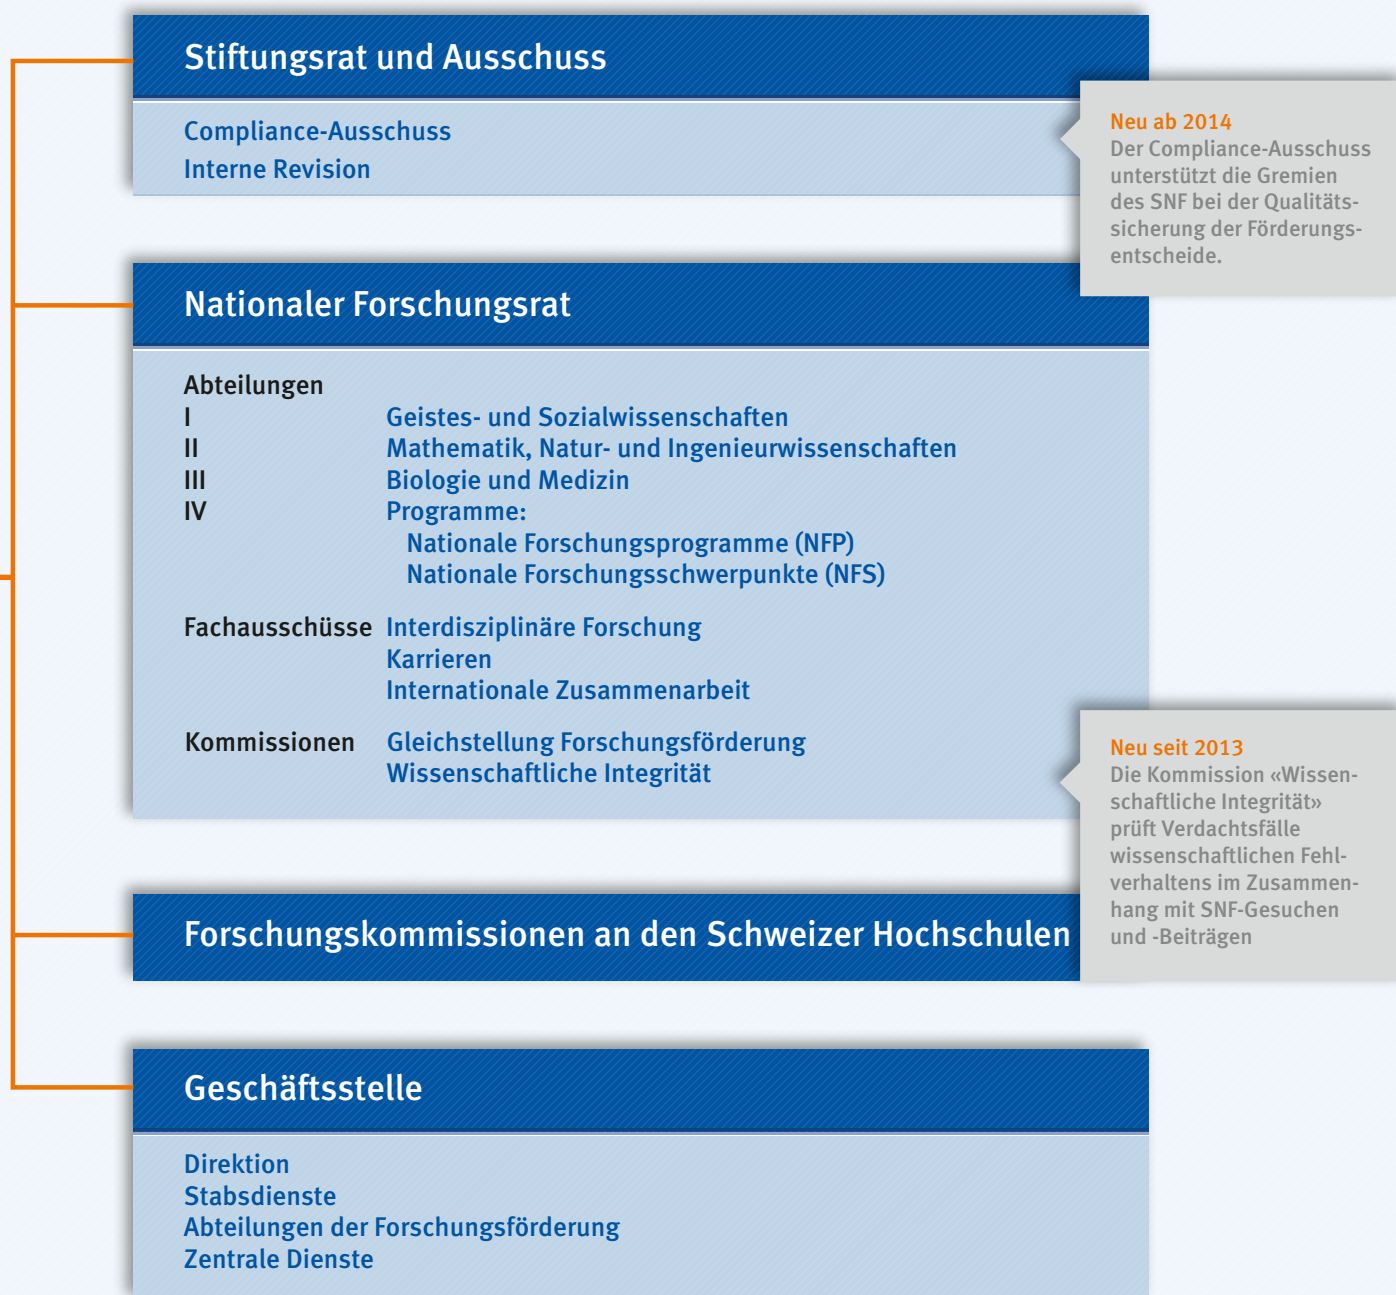 Stiftungsrat und Ausschuss
Compliance-Ausschuss
Interne Revision
Neu ab 2014
Der Compliance-Ausschuss
unterstützt die Gremien
des SNF bei der Qualitäts-
sicherung der Förderungs-
entscheide.
Nationaler Forschungsrat
Abteilungen
I Geistes- und Sozialwissenschaften
II Mathematik, Natur- und Ingenieurwissenschaften
III Biologie und Medizin
IV Programme:
Nationale Forschungsprogramme (NFP)
Nationale Forschungsschwerpunkte (NFS)
Fachausschüsse Interdisziplinäre Forschung
Karrieren
Internationale Zusammenarbeit
Kommissionen Gleichstellung Forschungsförderung
Wissenschaftliche Integrität
Neu seit 2013
Die Kommission «Wissen-
schaftliche Integrität»
prüft Verdachtsfälle
wissenschaftlichen Fehl-
verhaltens im Zusammen-
hang mit SNF-Gesuchen
und -Beiträgen
Forschungskommissionen an den Schweizer Hochschulen
Geschäftsstelle
Direktion
Stabsdienste
Abteilungen der Forschungsförderung
Zentrale Dienste